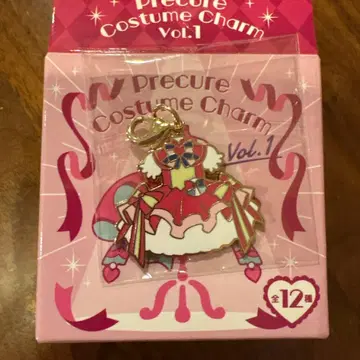 Precure
Costume Charm
Vol.1
Precure
Costume Charm
Vol.1
全12種